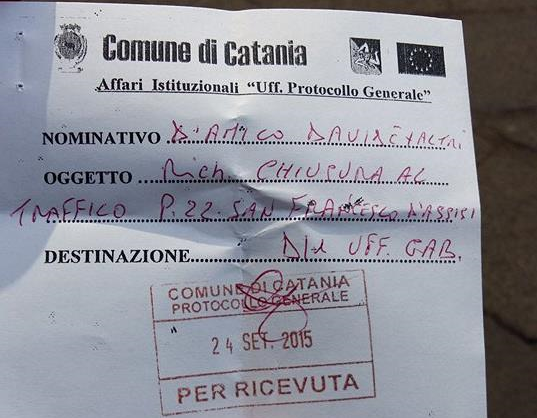 Comune di Catania
Affari Istituzionali “Uff. Protocollo Generale”
NOMINATIVO D'AMICO DAVIDE + ALTRI
OGGETTO Rich. CHIUSURA AL
TRAFFICO P.ZZ. SAN FRANCESCO D'ASSISI
DESTINAZIONE UFF. GAB.
COMUNE DI CATANIA
PROTOCOLLO GENERALE
24 SET. 2015
PER RICEVUTA